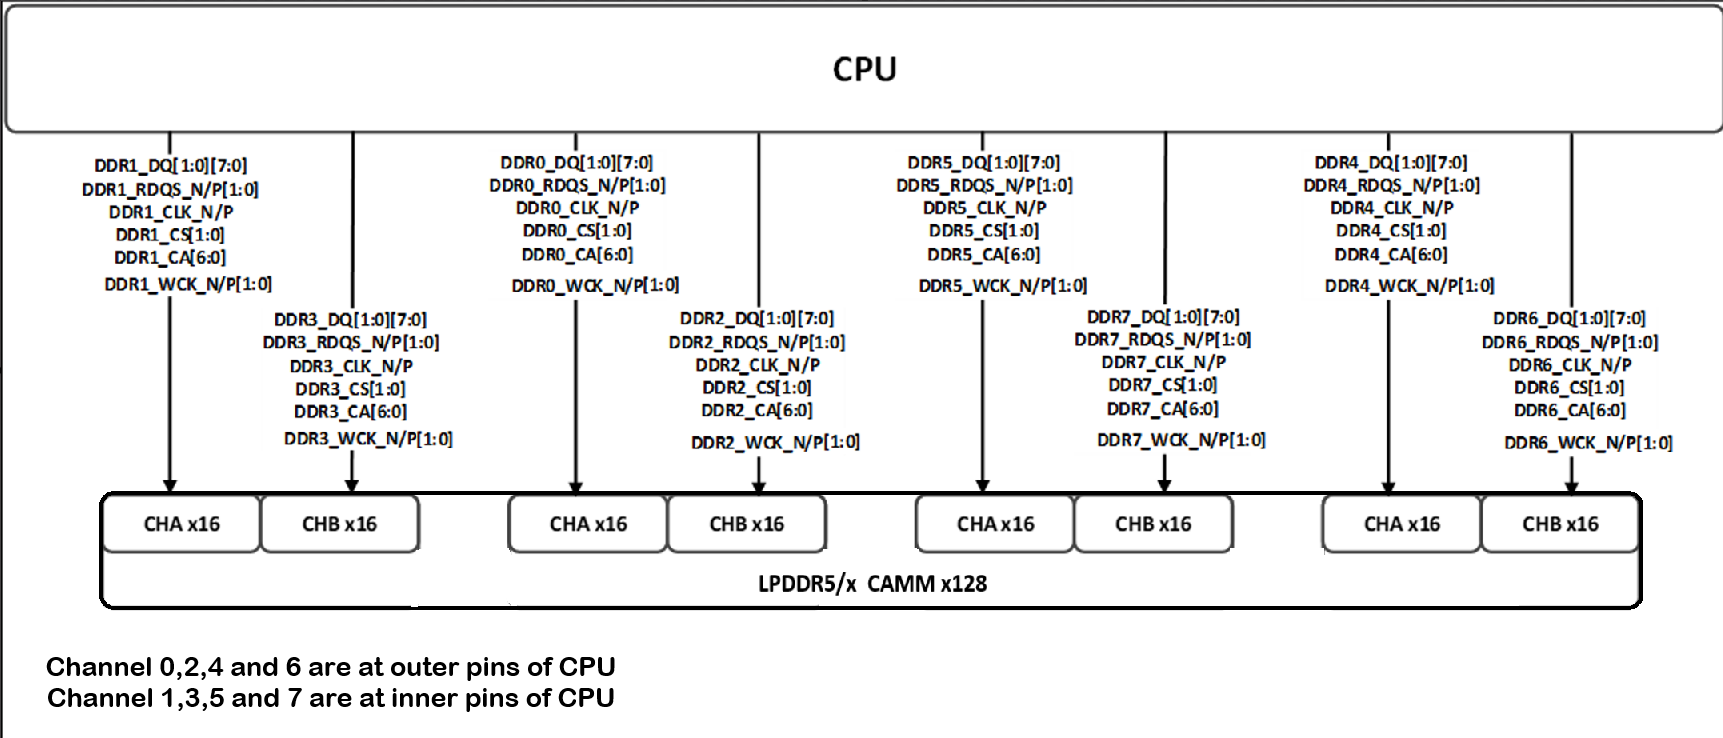 CPU
DDR1_DQ[1:0][7:0]
DDR1_RDQS_N/P[1:0]
DDR1_CLK_N/P
DDR1_CS[1:0]
DDR1_CA[6:0]
DDR1_WCK_N/P[1:0]
DDR3_DQ[1:0][7:0]
DDR3_RDQS_N/P[1:0]
DDR3_CLK_N/P
DDR3_CS[1:0]
DDR3_CA[6:0]
DDR3_WCK_N/P[1:0]
DDR0_DQ[1:0][7:0]
DDR0_RDQS_N/P[1:0]
DDR0_CLK_N/P
DDR0_CS[1:0]
DDR0_CA[6:0]
DDR0_WCK_N/P[1:0]
DDR2_DQ[1:0][7:0]
DDR2_RDQS_N/P[1:0]
DDR2_CLK_N/P
DDR2_CS[1:0]
DDR2_CA[6:0]
DDR2_WCK_N/P[1:0]
DDR5_DQ[1:0][7:0]
DDR5_RDQS_N/P[1:0]
DDR5_CLK_N/P
DDR5_CS[1:0]
DDR5_CA[6:0]
DDR5_WCK_N/P[1:0]
DDR7_DQ[1:0][7:0]
DDR7_RDQS_N/P[1:0]
DDR7_CLK_N/P
DDR7_CS[1:0]
DDR7_CA[6:0]
DDR7_WCK_N/P[1:0]
DDR4_DQ[1:0][7:0]
DDR4_RDQS_N/P[1:0]
DDR4_CLK_N/P
DDR4_CS[1:0]
DDR4_CA[6:0]
DDR4_WCK_N/P[1:0]
DDR6_DQ[1:0][7:0]
DDR6_RDQS_N/P[1:0]
DDR6_CLK_N/P
DDR6_CS[1:0]
DDR6_CA[6:0]
DDR6_WCK_N/P[1:0]
CHA x16
CHB x16
CHA x16
CHB x16
CHA x16
CHB x16
CHA x16
CHB x16
LPDDR5/x CAMM x128
Channel 0,2,4 and 6 are at outer pins of CPU
Channel 1,3,5 and 7 are at inner pins of CPU